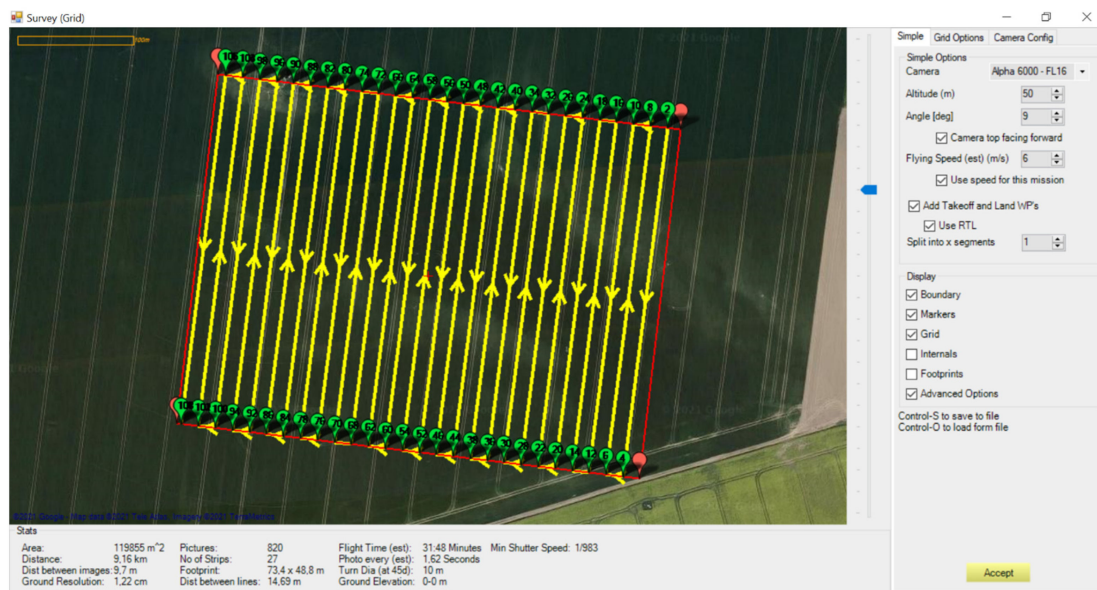 Survey (Grid)
© 2021 Google
Simple Grid Options Camera Config
Simple Options
Camera Alpha 6000 - FL16
Altitude (m) 50
Angle [deg] 9
Camera top facing forward
Flying Speed (est) (m/s) 6
Use speed for this mission
Add Takeoff and Land WP's
Use RTL
Split into x segments 1
Display
Boundary
Markers
Grid
Internals
Footprints
Advanced Options
Control-S to save to file
Control-O to load form file
Accept
Stats
Area: 119855 m^2 Pictures: 820 Flight Time (est): 31:48 Minutes Min Shutter Speed: 1/983
Distance: 9,16 km No of Strips: 27 Photo every (est): 1,62 Seconds
Dist between images: 9,7 m Footprint: 73,4 x 48,8 m Turn Dia (at 45d): 10 m
Ground Resolution: 1,22 cm Dist between lines: 14,69 m Ground Elevation: 0-0 m